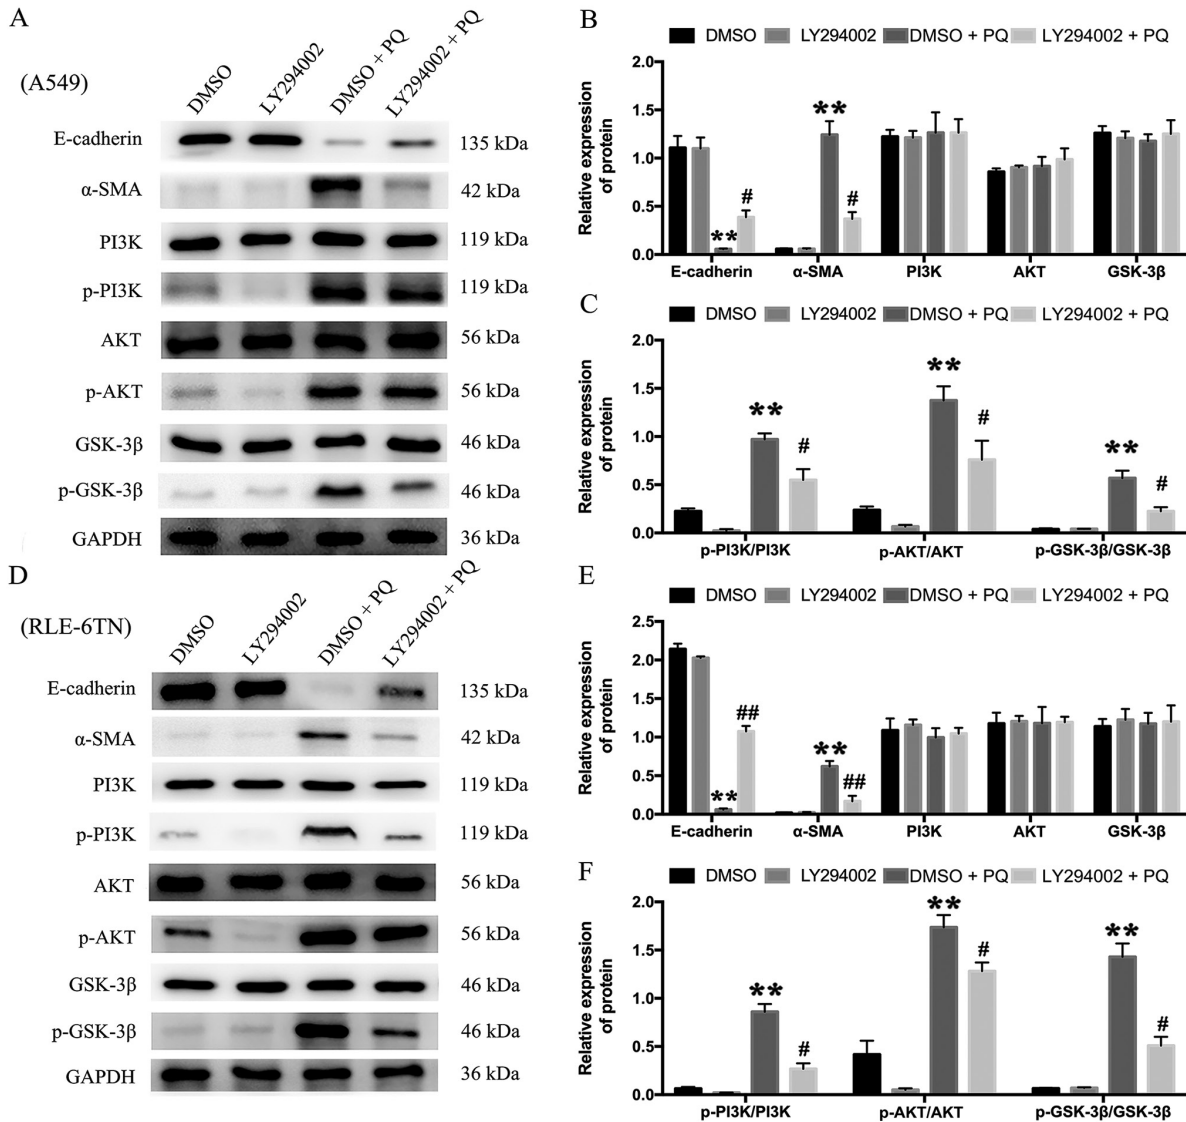 A
(A549)
DMSO
LY294002
DMSO + PQ
LY294002 + PQ
E-cadherin 135 kDa
α-SMA 42 kDa
PI3K 119 kDa
p-PI3K 119 kDa
AKT 56 kDa
p-AKT 56 kDa
GSK-3β 46 kDa
p-GSK-3β 46 kDa
GAPDH 36 kDa
B
DMSO LY294002 DMSO + PQ LY294002 + PQ
Relative expression
of protein
2.0
1.5
1.0
0.5
0.0
** # ** #
E-cadherin α-SMA PI3K AKT GSK-3β
C
DMSO LY294002 DMSO + PQ LY294002 + PQ
Relative expression
of protein
2.0
1.5
1.0
0.5
0.0
** # ** # ** #
p-PI3K/PI3K p-AKT/AKT p-GSK-3β/GSK-3β
D
(RLE-6TN)
DMSO
LY294002
DMSO + PQ
LY294002 + PQ
E-cadherin 135 kDa
α-SMA 42 kDa
PI3K 119 kDa
p-PI3K 119 kDa
AKT 56 kDa
p-AKT 56 kDa
GSK-3β 46 kDa
p-GSK-3β 46 kDa
GAPDH 36 kDa
E
DMSO LY294002 DMSO + PQ LY294002 + PQ
Relative expression
of protein
2.5
2.0
1.5
1.0
0.5
0.0
** ## ** ##
E-cadherin α-SMA PI3K AKT GSK-3β
F
DMSO LY294002 DMSO + PQ LY294002 + PQ
Relative expression
of protein
2.0
1.5
1.0
0.5
0.0
** # ** # ** #
p-PI3K/PI3K p-AKT/AKT p-GSK-3β/GSK-3β